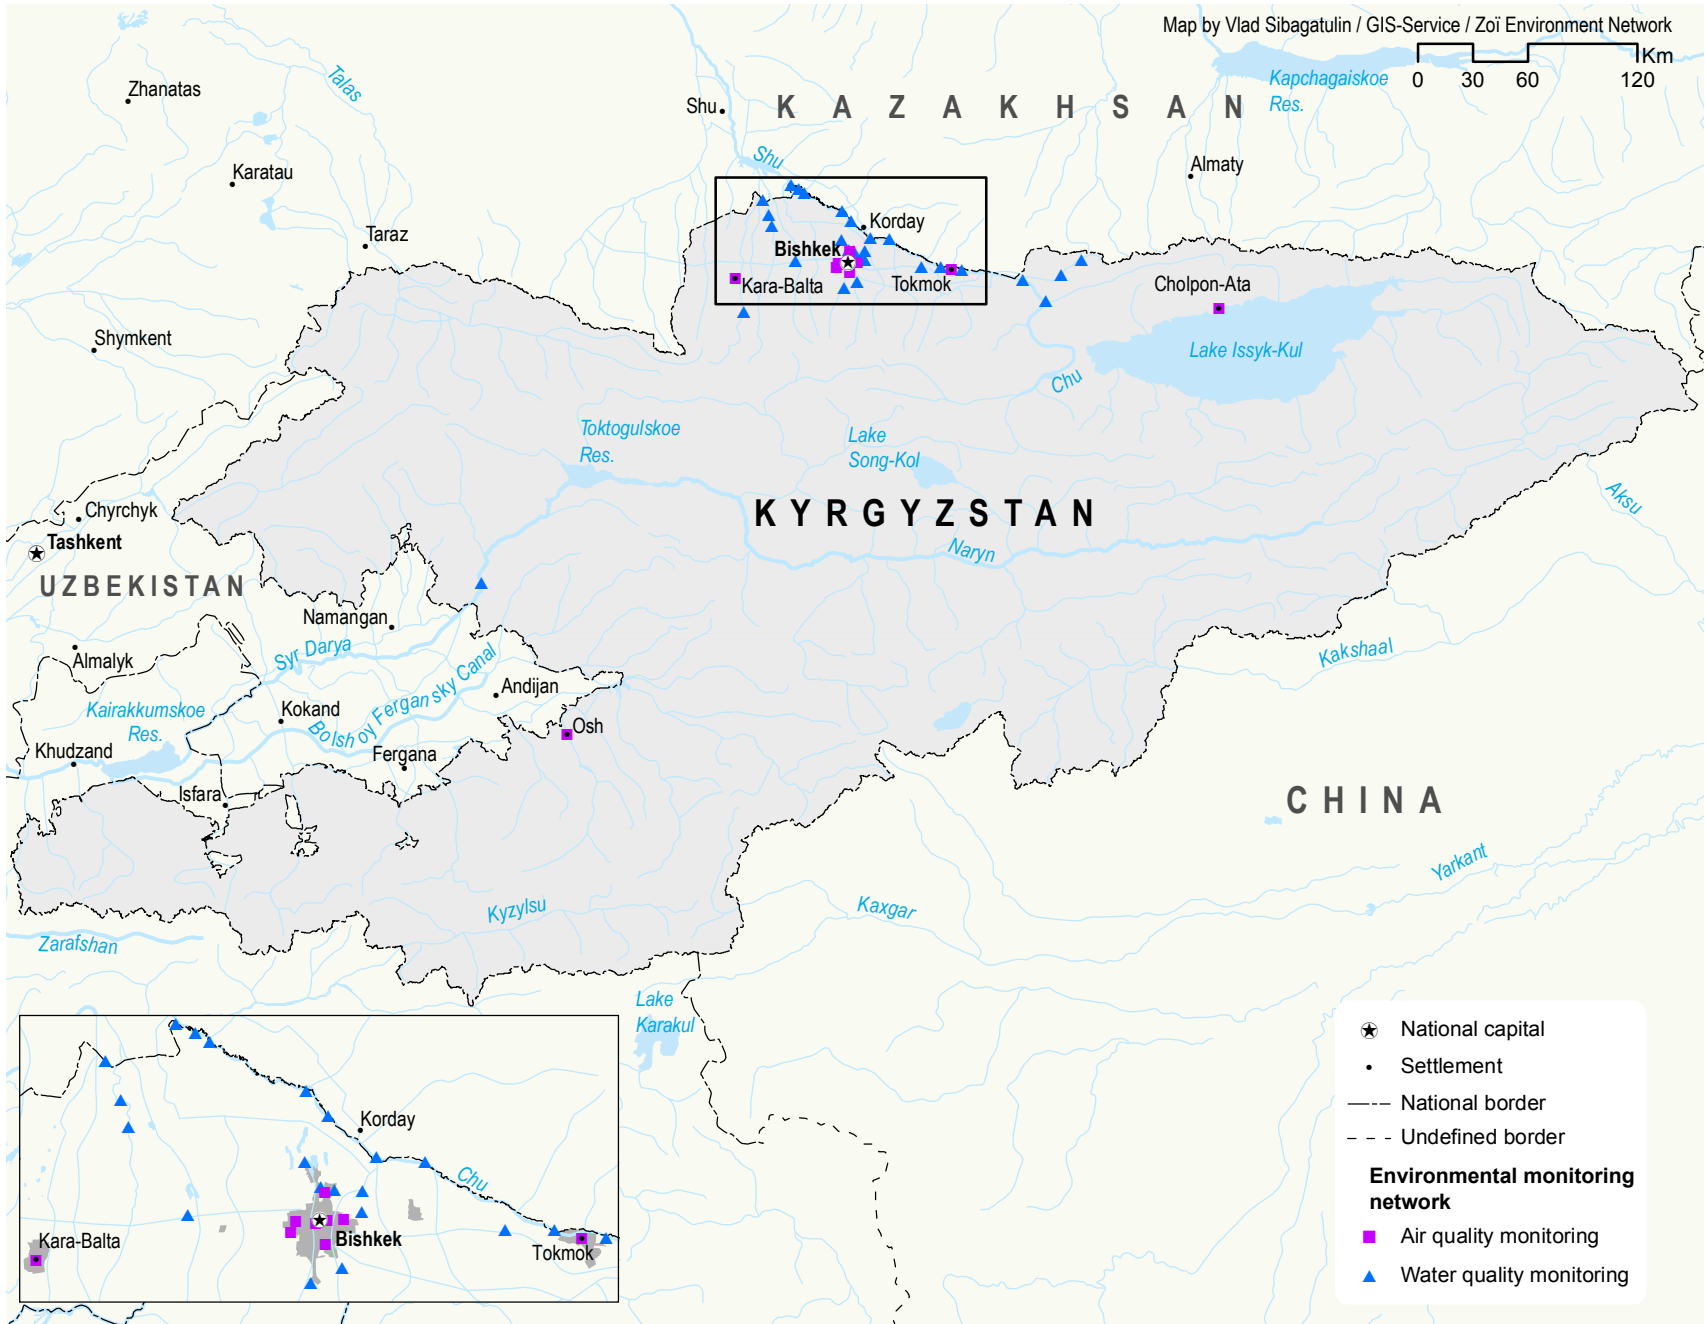 Map by Vlad Sibagatulin / GIS-Service / Zoï Environment Network
Km
0 30 60 120
Kapchagaiskoe
Res.
Zhanatas
Talas
Shu
KAZAKHSAN
Karatau
Shu
Almaty
Taraz
Korday
Bishkek
Kara-Balta
Tokmok
Cholpon-Ata
Shymkent
Lake Issyk-Kul
Chu
Toktogulskoe
Res.
Lake
Song-Kol
KYRGYZSTAN
Aksu
Chyrchyk
Tashkent
Naryn
UZBEKISTAN
Namangan
Syr Darya
Almalyk
Kakshaal
Andijan
Kairakkumskoe
Res.
Kokand
Bolshoy Fergansky Canal
Osh
Khudzand
Fergana
Isfara
CHINA
Yarkant
Kyzylsu
Kaxgar
Zarafshan
Lake
Karakul
Korday
Chu
Bishkek
Kara-Balta
Tokmok
National capital
Settlement
National border
Undefined border
Environmental monitoring
network
Air quality monitoring
Water quality monitoring